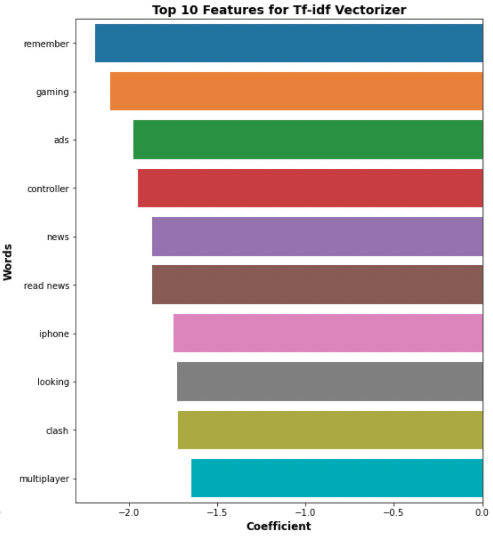 Top 10 Features for Tf-idf Vectorizer
remember
gaming
ads
controller
news
read news
iphone
looking
clash
multiplayer
Words
−2.0 −1.5 −1.0 −0.5 0.0
Coefficient